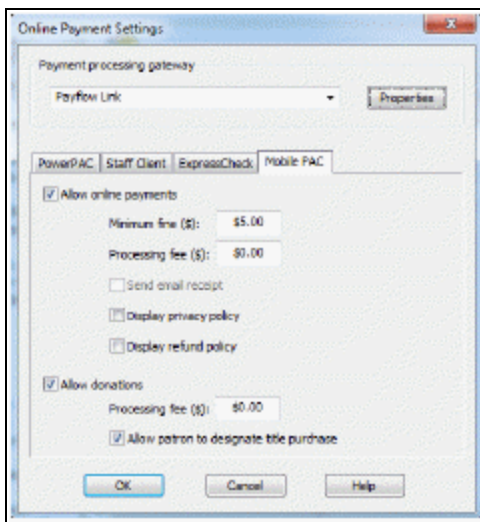 Online Payment Settings
Payment processing gateway
Payflow Link
Properties
PowerPAC Staff Client ExpressCheck Mobile PAC
Allow online payments
Minimum fine ($): $5.00
Processing fee ($): $0.00
Send email receipt
Display privacy policy
Display refund policy
Allow donations
Processing fee ($): $0.00
Allow patron to designate title purchase
OK Cancel Help